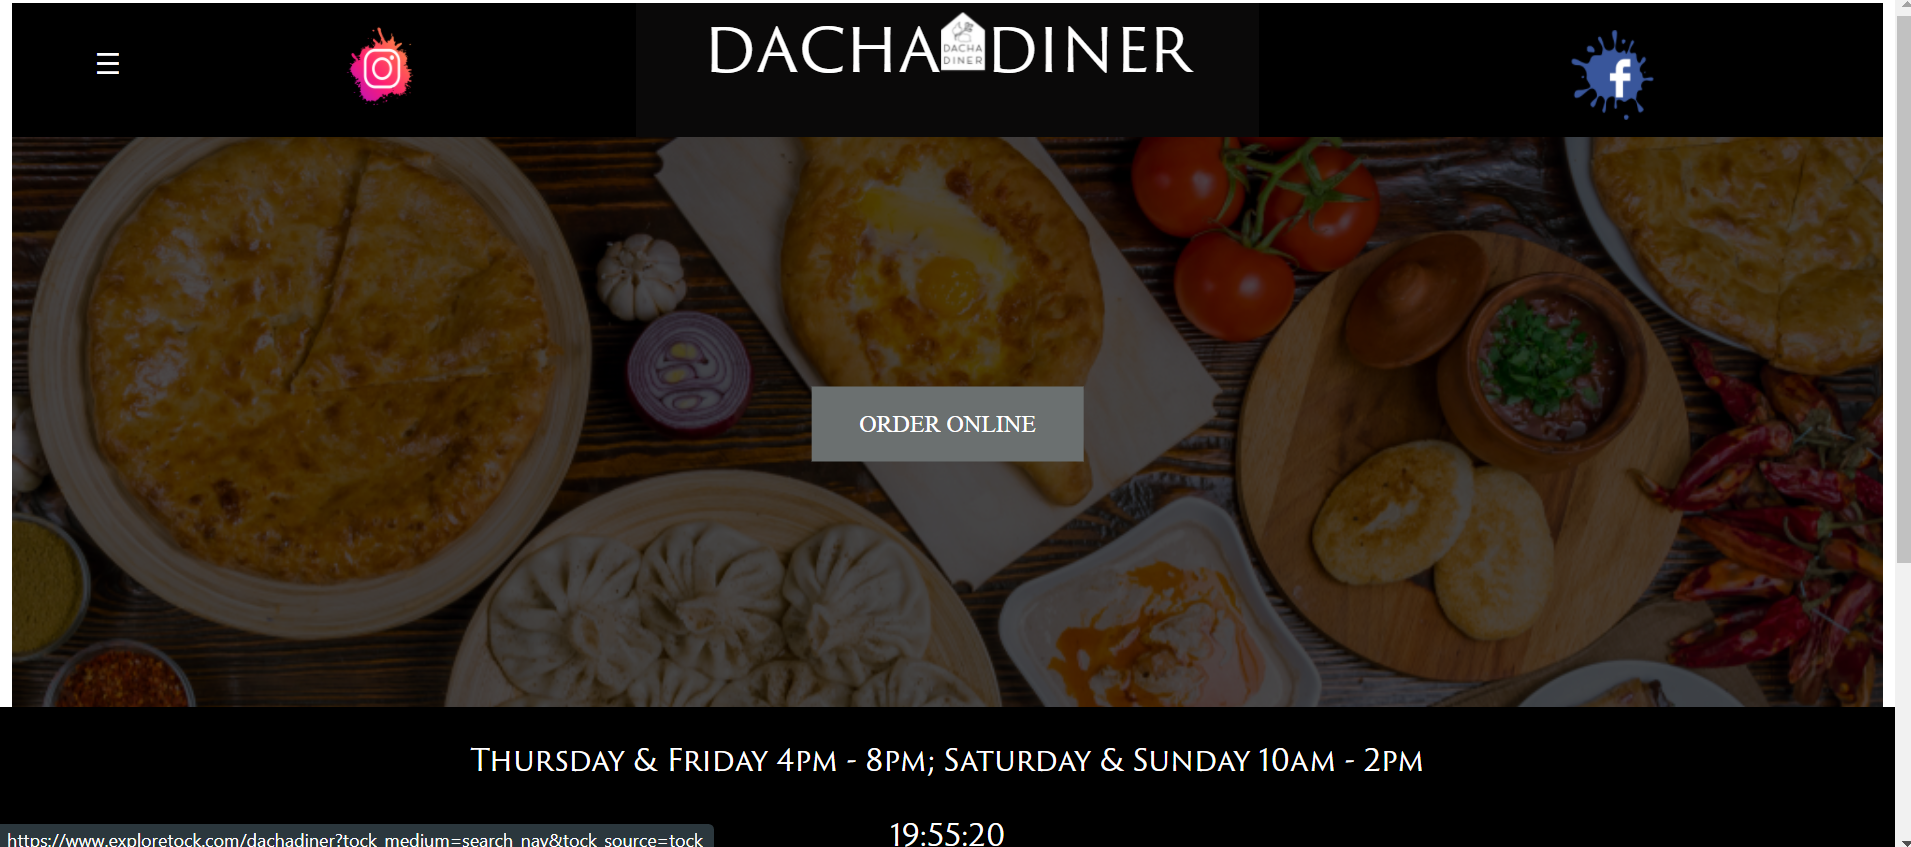 DACHA DINER
DACHA
DINER
ORDER ONLINE
Thursday & Friday 4pm - 8pm; Saturday & Sunday 10am - 2pm
19:55:20
https://www.exploretock.com/dachadiner?tock_medium=search_nav&tock_source=tock